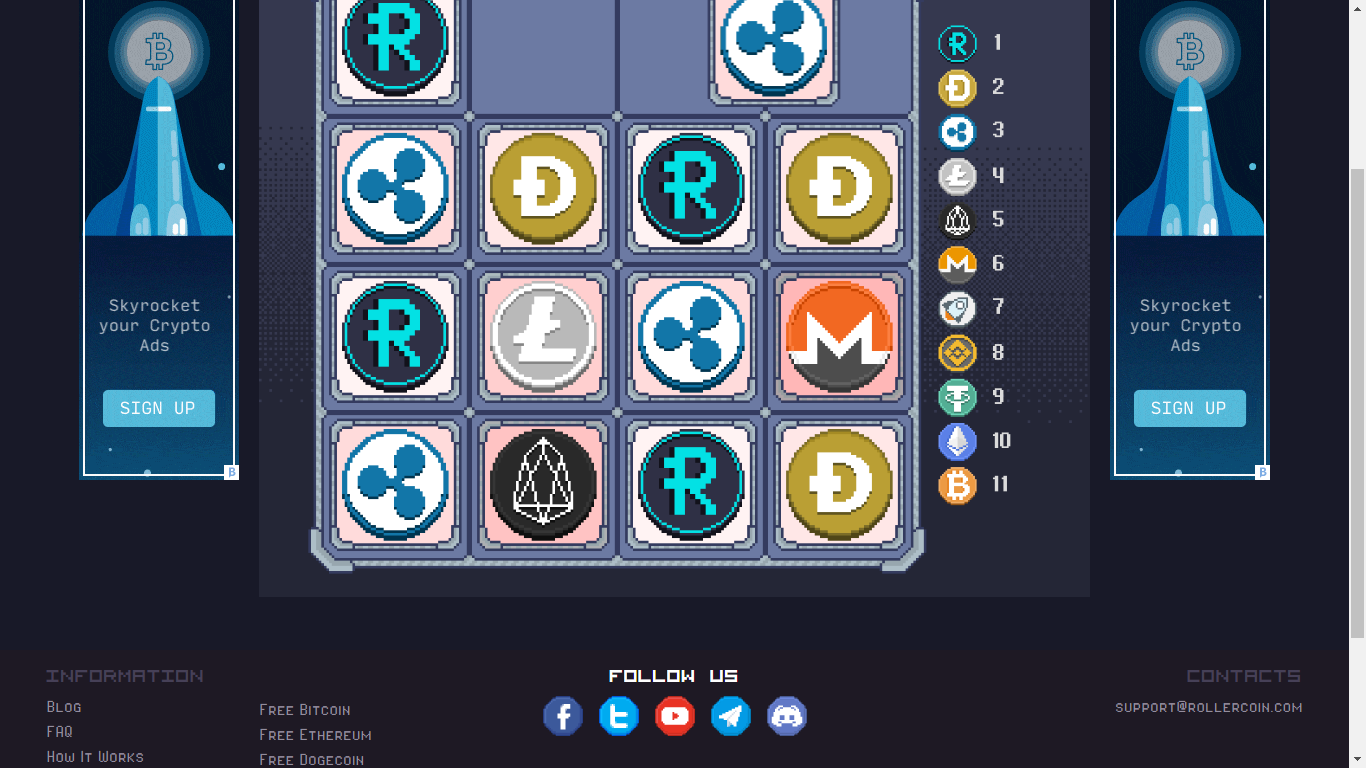 1
2
3
4
5
6
7
8
9
10
11
Skyrocket
your Crypto
Ads
SIGN UP
B
Skyrocket
your Crypto
Ads
SIGN UP
B
INFORMATION
Blog
FAQ
How It Works
Free Bitcoin
Free Ethereum
Free Dogecoin
FOLLOW US
CONTACTS
support@rollercoin.com